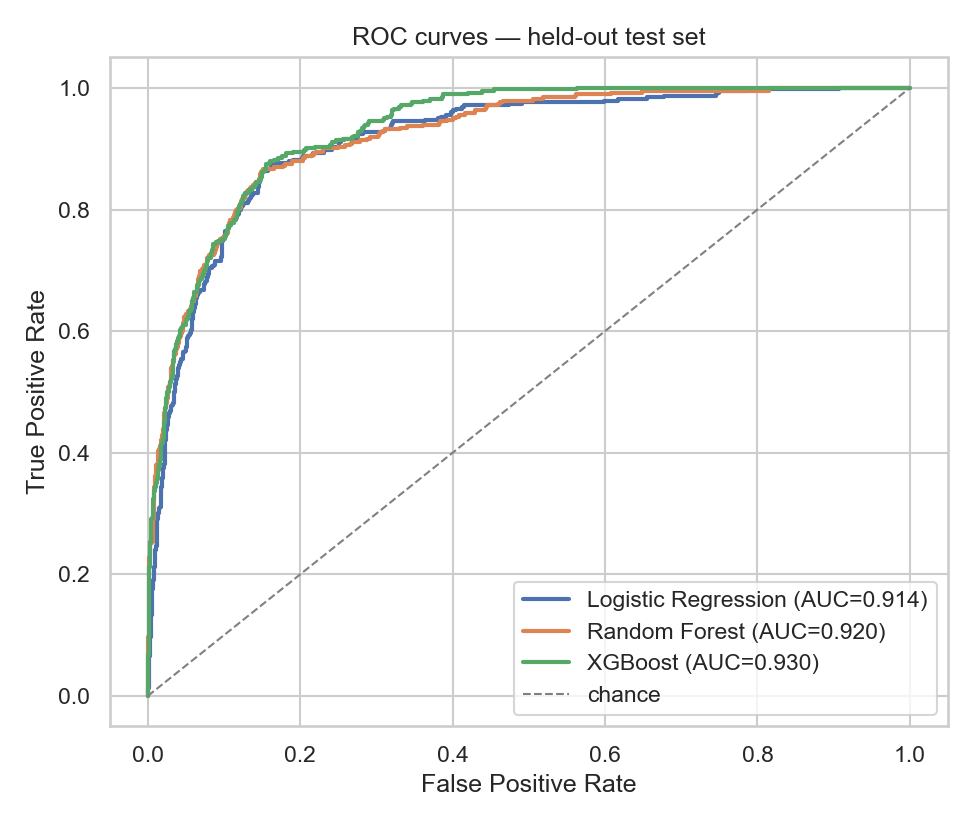 ROC curves — held-out test set
1.0
0.8
0.6
0.4
0.2
0.0
True Positive Rate
0.0 0.2 0.4 0.6 0.8 1.0
False Positive Rate
Logistic Regression (AUC=0.914)
Random Forest (AUC=0.920)
XGBoost (AUC=0.930)
chance